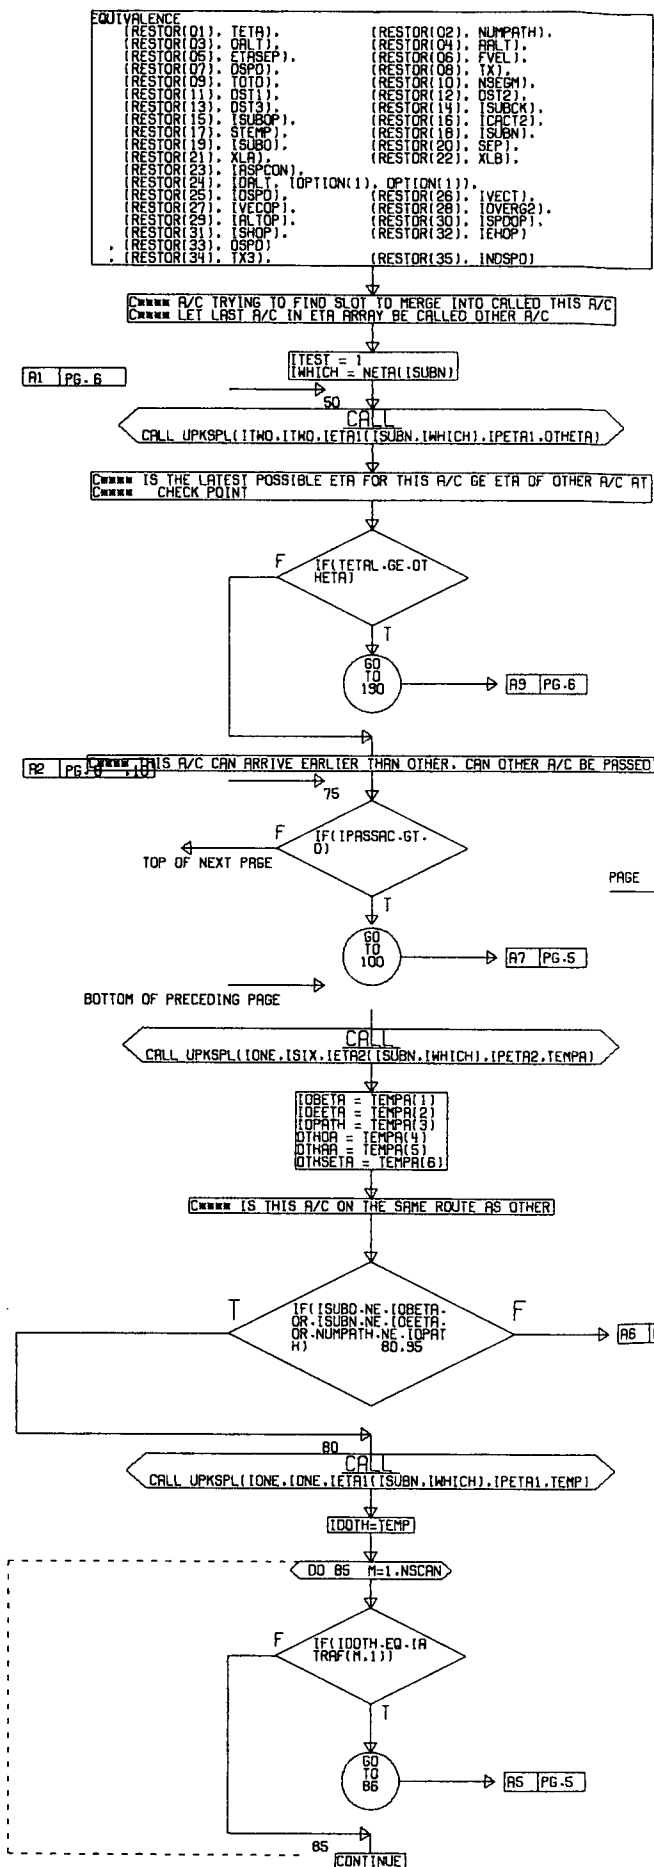 EQUIVALENCE
(RESTOR(01), TETA), (RESTOR(02), NUMPATH),
(RESTOR(03), OALT), (RESTOR(04), AALT),
(RESTOR(05), ETASEP), (RESTOR(06), FVEL),
(RESTOR(07), OSPD), (RESTOR(08), TX),
(RESTOR(09), TOTD), (RESTOR(10), NSEGM),
(RESTOR(11), DST1), (RESTOR(12), DST2),
(RESTOR(13), DST3), (RESTOR(14), ISUBCK),
(RESTOR(15), ISUBOP), (RESTOR(16), ICACT2),
(RESTOR(17), STEMP), (RESTOR(18), ISUBN),
(RESTOR(19), ISUBO), (RESTOR(20), SEP),
(RESTOR(21), XLA), (RESTOR(22), XLB),
(RESTOR(23), IASPCON),
(RESTOR(24), IDALT, IOPTION(1), OPTION(1)),
(RESTOR(25), IDSPD), (RESTOR(26), IVECT),
(RESTOR(27), IVECOP), (RESTOR(28), IOVERG2),
(RESTOR(29), IALTOP), (RESTOR(30), ISPDOP),
(RESTOR(31), ISHOP), (RESTOR(32), IEHOP)
, (RESTOR(33), QSPD)
, (RESTOR(34), TX3), (RESTOR(35), INDSPD)
C**** A/C TRYING TO FIND SLOT TO MERGE INTO CALLED THIS A/C
C**** LET LAST A/C IN ETA ARRAY BE CALLED OTHER A/C
ITEST = 1
IWHICH = NETA(ISUBN)
A1 PG.6
50
CALL
CALL UPKSPL(ITWO,ITWO,IETA1(ISUBN,IWHICH),IPETA1,OTHETA)
C**** IS THE LATEST POSSIBLE ETA FOR THIS A/C GE ETA OF OTHER A/C AT
C**** CHECK POINT
F
IF(TETAL.GE.OT
HETA)
T
GO
TO
190
A9 PG.6
C**** THIS A/C CAN ARRIVE EARLIER THAN OTHER. CAN OTHER A/C BE PASSED
A2 PG. ,10
75
F
IF(IPASSAC.GT.
0)
TOP OF NEXT PAGE
T
PAGE
GO
TO
100
A7 PG.5
BOTTOM OF PRECEDING PAGE
CALL
CALL UPKSPL(IONE,ISIX,IETA2(ISUBN,IWHICH),IPETA2,TEMPA)
IOBETA = TEMPA(1)
IOEETA = TEMPA(2)
IOPATH = TEMPA(3)
OTHOA = TEMPA(4)
OTHAA = TEMPA(5)
OTHSETA = TEMPA(6)
C**** IS THIS A/C ON THE SAME ROUTE AS OTHER
T
IF(ISUBO.NE.IOBETA.
OR.ISUBN.NE.IOEETA.
OR.NUMPATH.NE.IOPAT
H) 80,95
F
A6
80
CALL
CALL UPKSPL(IONE,IONE,IETA1(ISUBN,IWHICH),IPETA1,TEMP)
IDOTH=TEMP
DO 85 M=1,NSCAN
F
IF(IDOTH.EQ.IA
TRAF(M,1))
T
GO
TO
86
A5 PG.5
85
CONTINUE